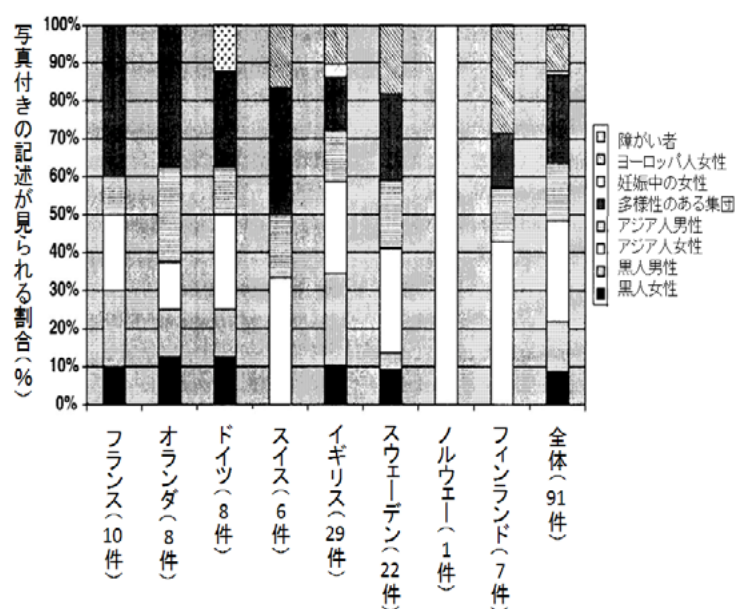 写真付きの記述が見られる割合(%)
100%
90%
80%
70%
60%
50%
40%
30%
20%
10%
0%
障がい者
ヨーロッパ人女性
妊娠中の女性
多様性のある集団
アジア人男性
アジア人女性
黒人男性
黒人女性
フランス(10件)
オランダ(8件)
ドイツ(8件)
スイス(6件)
イギリス(29件)
スウェーデン(22件)
ノルウェー(1件)
フィンランド(7件)
全体(91件)